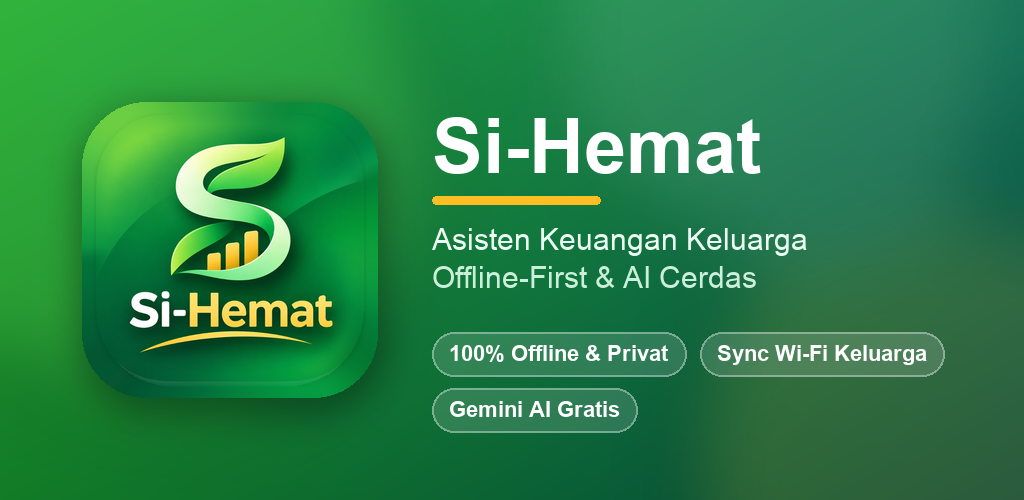 Si-Hemat
Si-Hemat
Asisten Keuangan Keluarga
Offline-First & AI Cerdas
100% Offline & Privat
Sync Wi-Fi Keluarga
Gemini AI Gratis